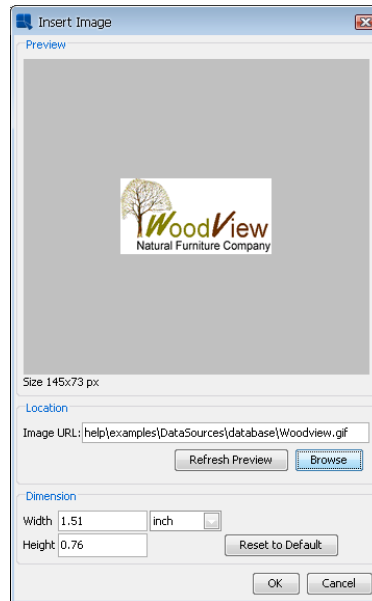 Insert Image
Preview
WoodView
Natural Furniture Company
Size 145x73 px
Location
Image URL: help\examples\DataSources\database\Woodview.gif
Refresh Preview Browse
Dimension
Width 1.51 inch
Height 0.76 Reset to Default
OK Cancel